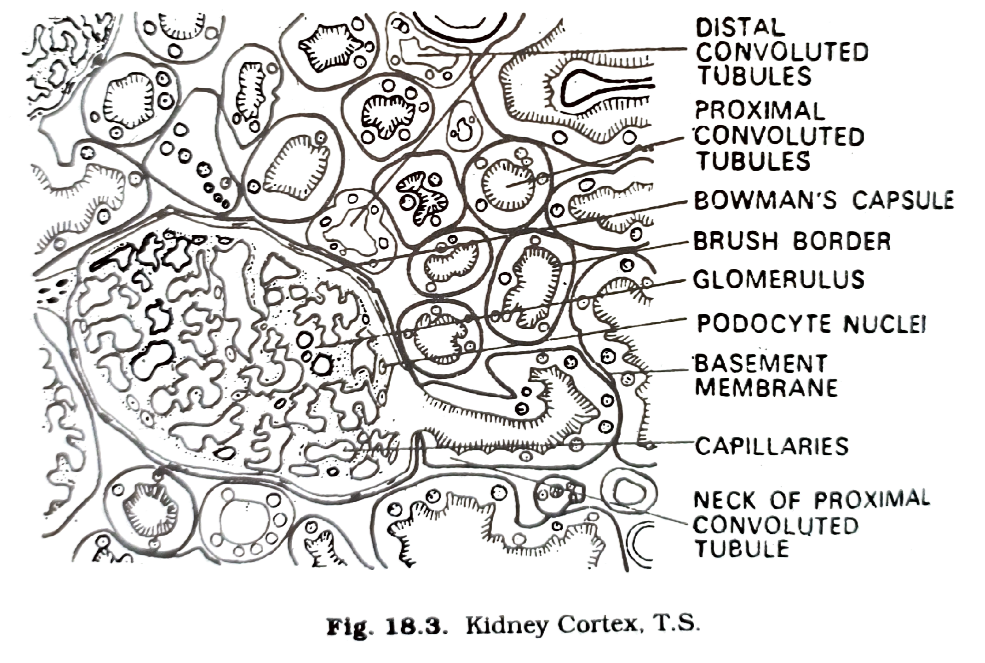 DISTAL
CONVOLUTED
TUBULES
PROXIMAL
CONVOLUTED
TUBULES
BOWMAN'S CAPSULE
BRUSH BORDER
GLOMERULUS
PODOCYTE NUCLEI
BASEMENT
MEMBRANE
CAPILLARIES
NECK OF PROXIMAL
CONVOLUTED
TUBULE
Fig. 18.3. Kidney Cortex, T.S.